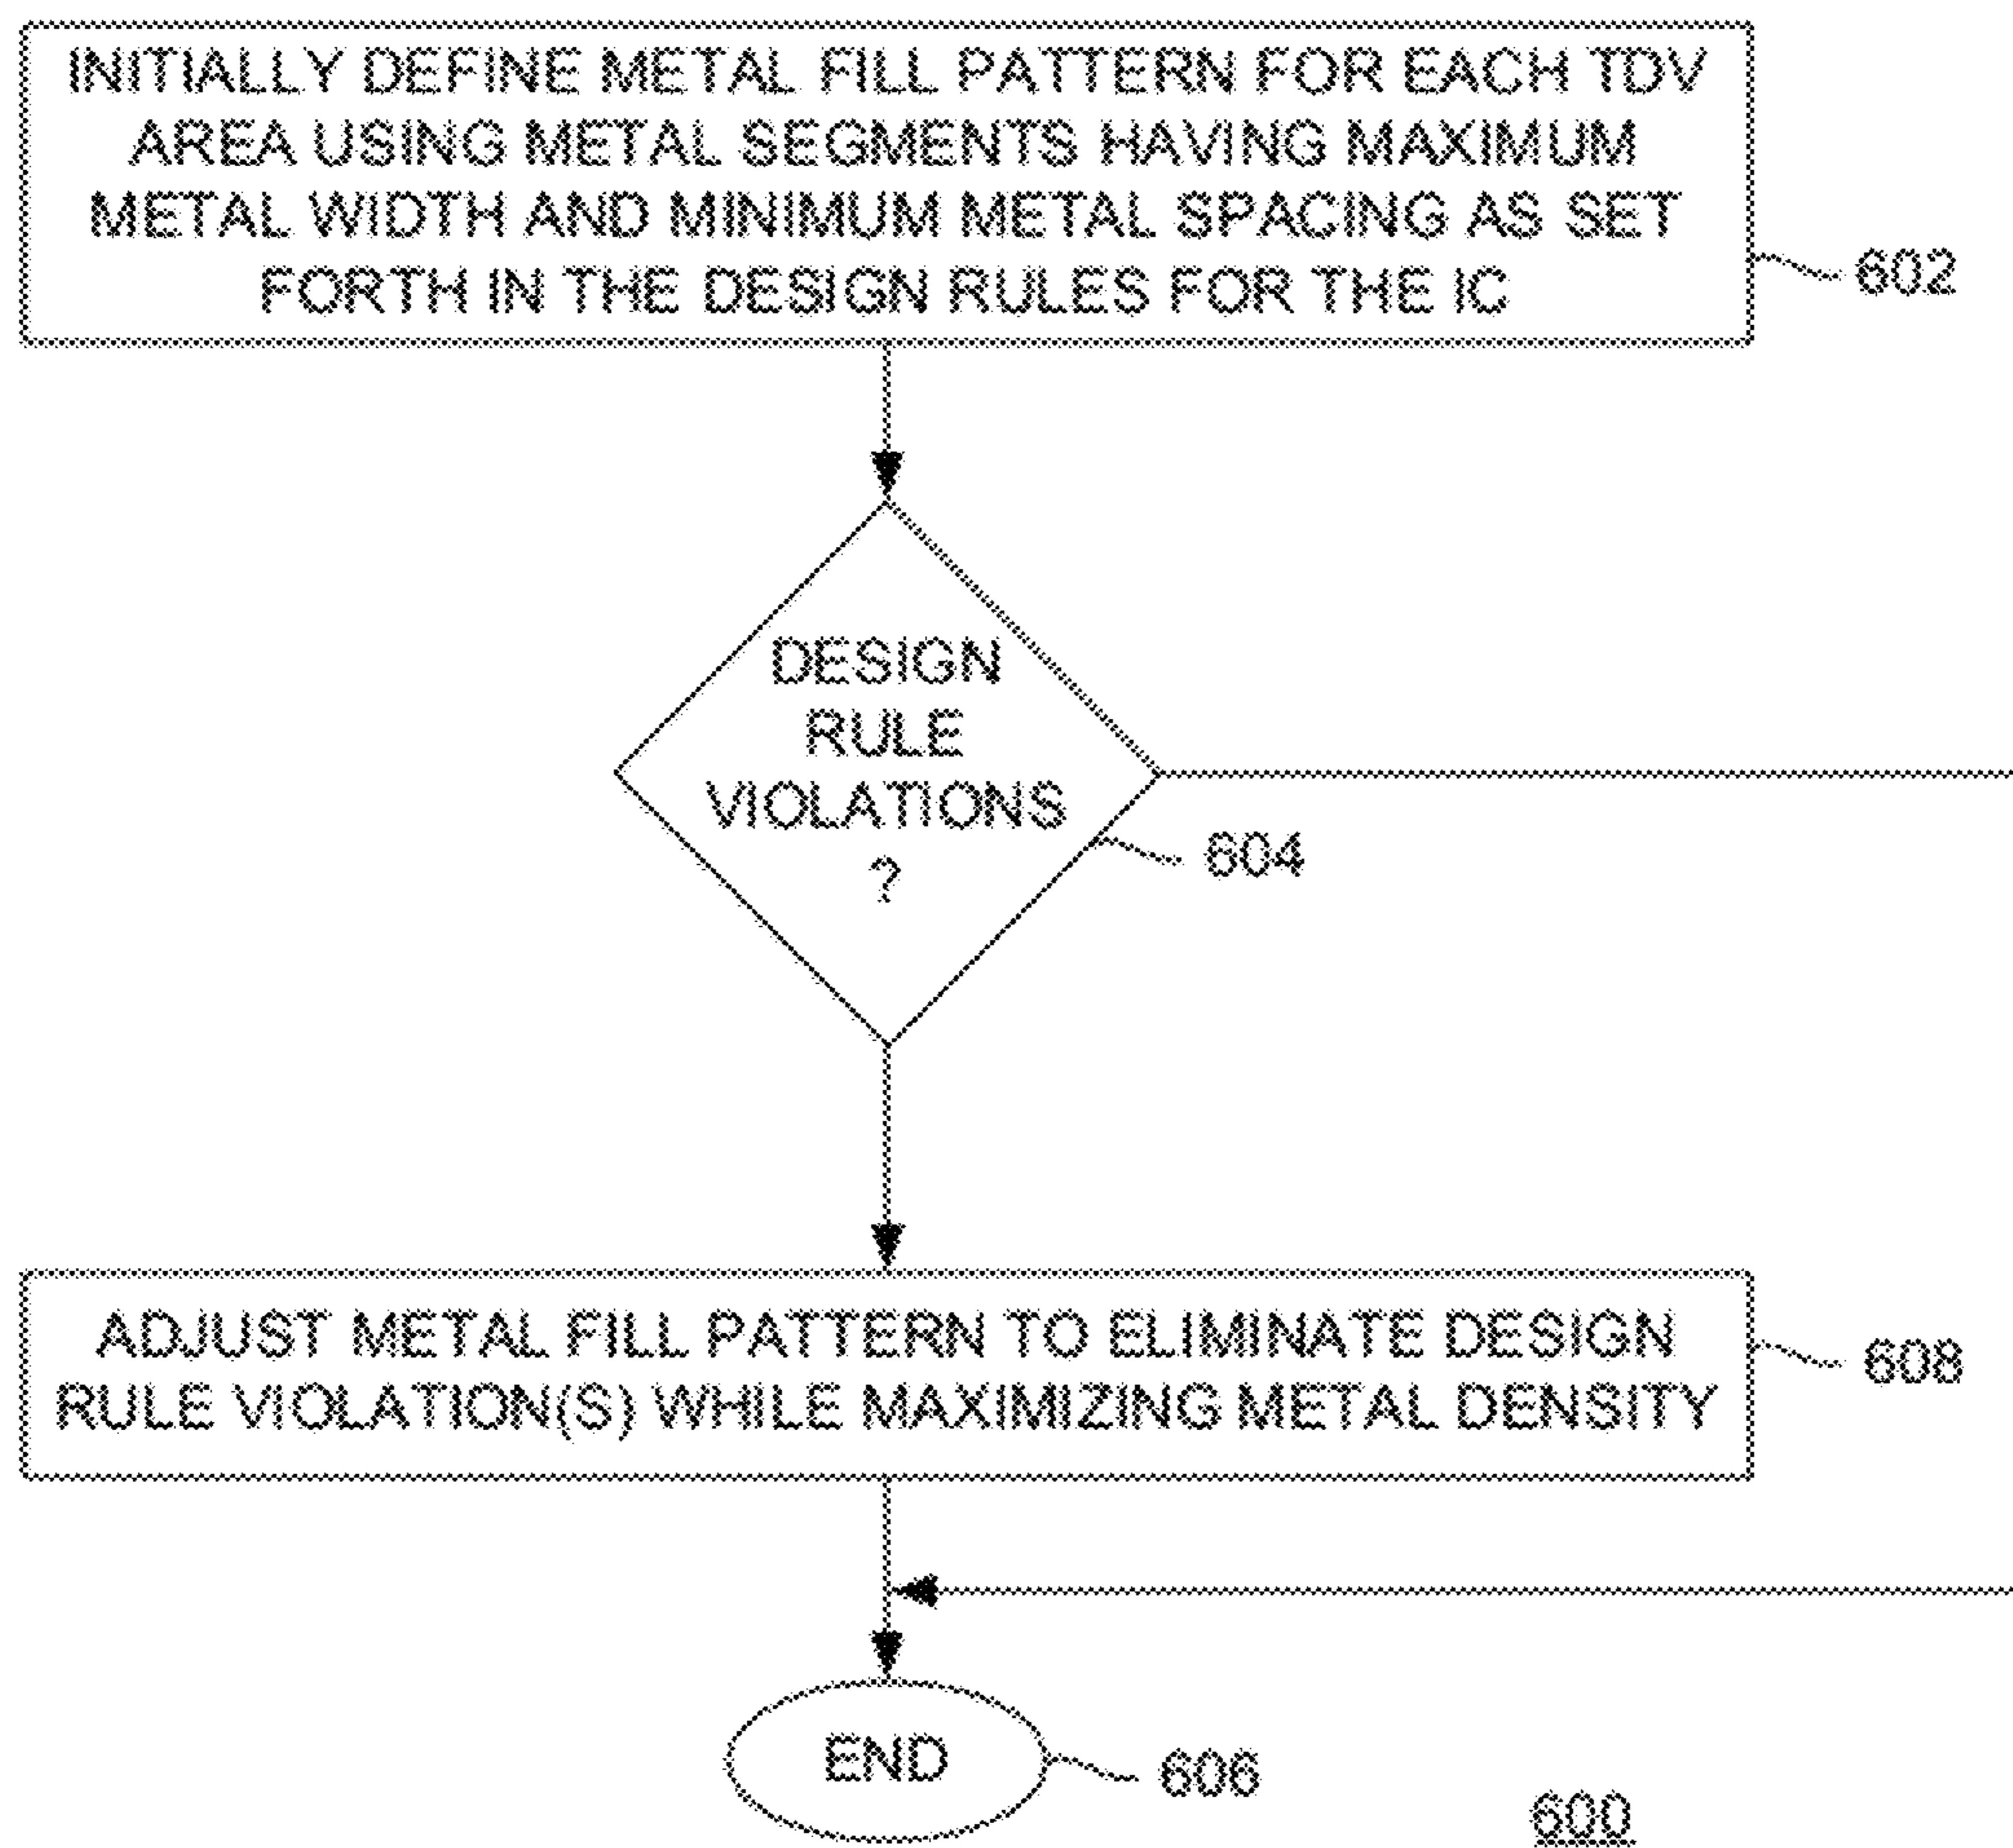 INITIALLY DEFINE METAL FILL PATTERN FOR EACH TDV
AREA USING METAL SEGMENTS HAVING MAXIMUM
METAL WIDTH AND MINIMUM METAL SPACING AS SET
FORTH IN THE DESIGN RULES FOR THE IC
602
DESIGN
RULE
VIOLATIONS
?
604
ADJUST METAL FILL PATTERN TO ELIMINATE DESIGN
RULE VIOLATION(S) WHILE MAXIMIZING METAL DENSITY
608
END
606
600